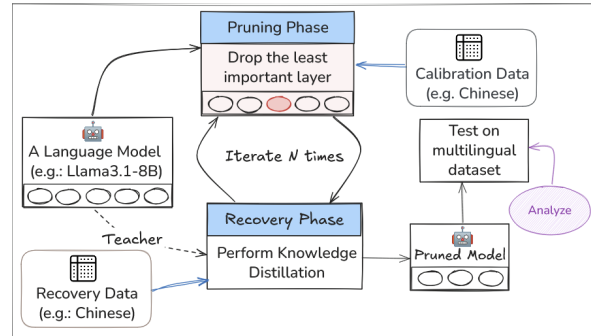 Pruning Phase
Drop the least
important layer
Calibration Data
(e.g. Chinese)
A Language Model
(e.g.: Llama3.1-8B)
Iterate N times
Test on
multilingual
dataset
Analyze
Teacher
Recovery Phase
Perform Knowledge
Distillation
Pruned Model
Recovery Data
(e.g.: Chinese)